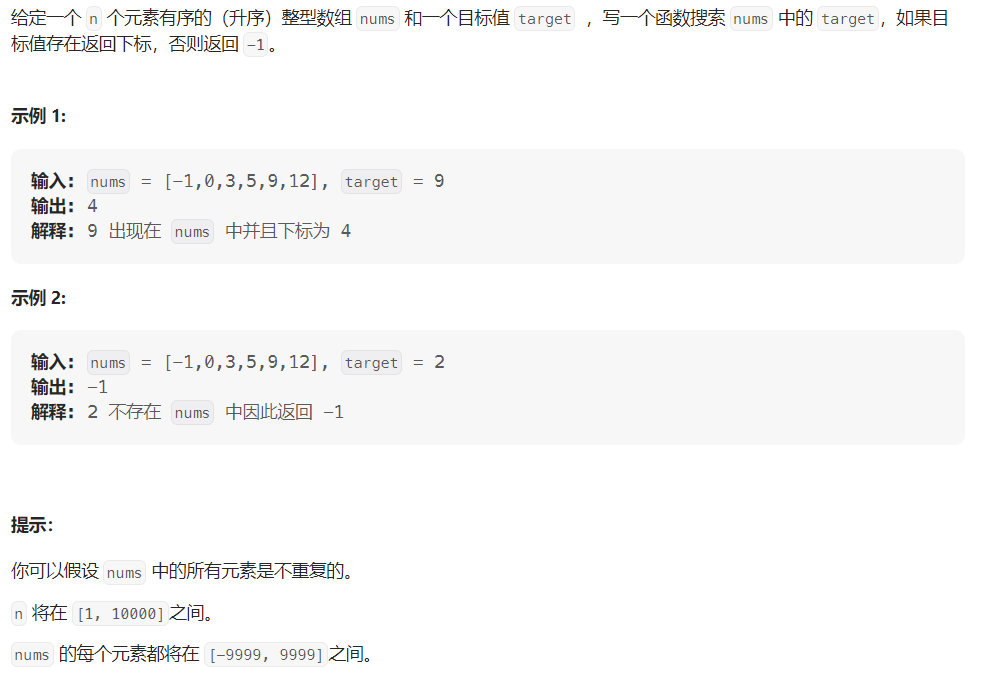 给定一个 n 个元素有序的（升序）整型数组 nums 和一个目标值 target ，写一个函数搜索 nums 中的 target，如果目
标值存在返回下标，否则返回 -1。
示例 1:
输入: nums = [-1,0,3,5,9,12], target = 9
输出: 4
解释: 9 出现在 nums 中并且下标为 4
示例 2:
输入: nums = [-1,0,3,5,9,12], target = 2
输出: -1
解释: 2 不存在 nums 中因此返回 -1
提示：
你可以假设 nums 中的所有元素是不重复的。
n 将在 [1, 10000]之间。
nums 的每个元素都将在 [-9999, 9999]之间。